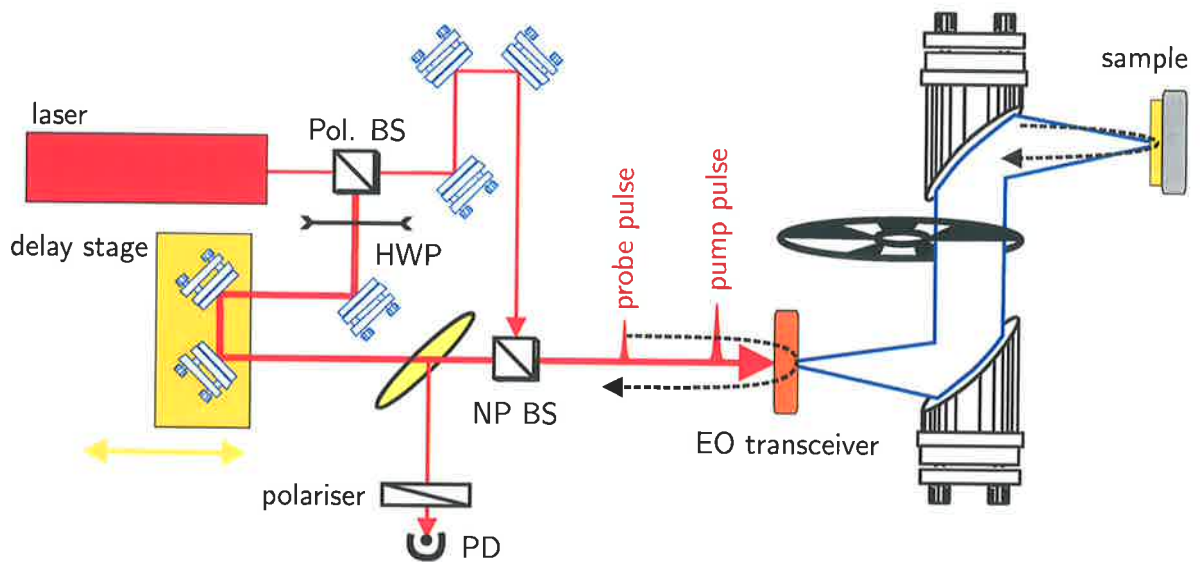 laser
Pol. BS
sample
delay stage
HWP
probe pulse
pump pulse
NP BS
EO transceiver
polariser
PD